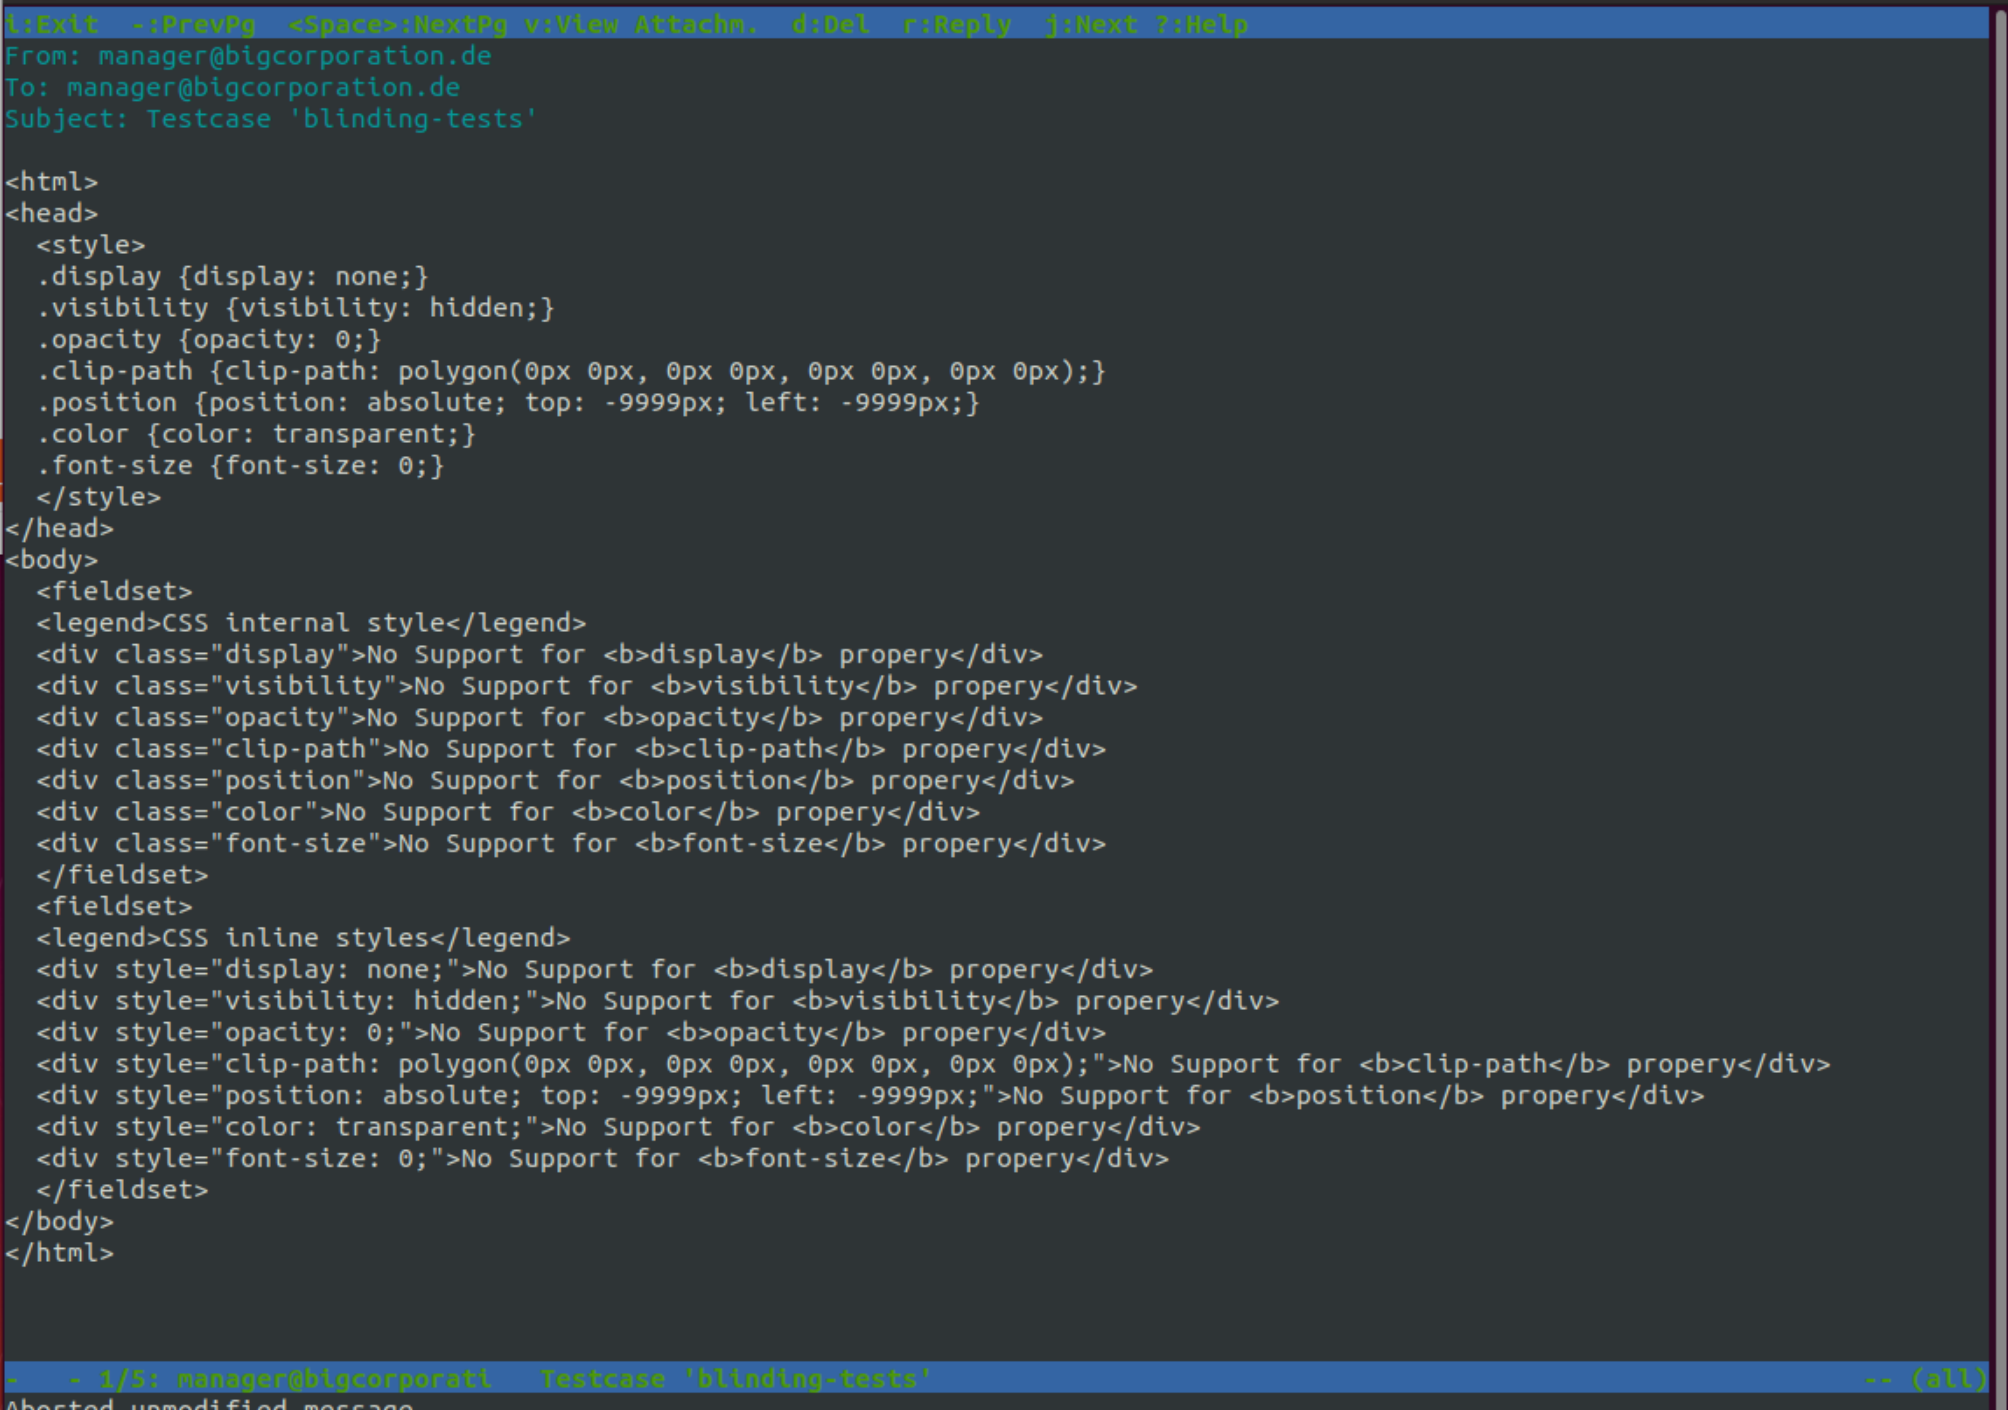 i:Exit  -:PrevPg  <Space>:NextPg v:View Attachm.  d:Del  r:Reply  j:Next ?:Help
From: manager@bigcorporation.de
To: manager@bigcorporation.de
Subject: Testcase 'blinding-tests'

<html>
<head>
  <style>
  .display {display: none;}
  .visibility {visibility: hidden;}
  .opacity {opacity: 0;}
  .clip-path {clip-path: polygon(0px 0px, 0px 0px, 0px 0px, 0px 0px);}
  .position {position: absolute; top: -9999px; left: -9999px;}
  .color {color: transparent;}
  .font-size {font-size: 0;}
  </style>
</head>
<body>
  <fieldset>
  <legend>CSS internal style</legend>
  <div class="display">No Support for <b>display</b> propery</div>
  <div class="visibility">No Support for <b>visibility</b> propery</div>
  <div class="opacity">No Support for <b>opacity</b> propery</div>
  <div class="clip-path">No Support for <b>clip-path</b> propery</div>
  <div class="position">No Support for <b>position</b> propery</div>
  <div class="color">No Support for <b>color</b> propery</div>
  <div class="font-size">No Support for <b>font-size</b> propery</div>
  </fieldset>
  <fieldset>
  <legend>CSS inline styles</legend>
  <div style="display: none;">No Support for <b>display</b> propery</div>
  <div style="visibility: hidden;">No Support for <b>visibility</b> propery</div>
  <div style="opacity: 0;">No Support for <b>opacity</b> propery</div>
  <div style="clip-path: polygon(0px 0px, 0px 0px, 0px 0px, 0px 0px);">No Support for <b>clip-path</b> propery</div>
  <div style="position: absolute; top: -9999px; left: -9999px;">No Support for <b>position</b> propery</div>
  <div style="color: transparent;">No Support for <b>color</b> propery</div>
  <div style="font-size: 0;">No Support for <b>font-size</b> propery</div>
  </fieldset>
</body>
</html>
-   - 1/5: manager@bigcorporati   Testcase 'blinding-tests'   -- (all)
Aborted unmodified message